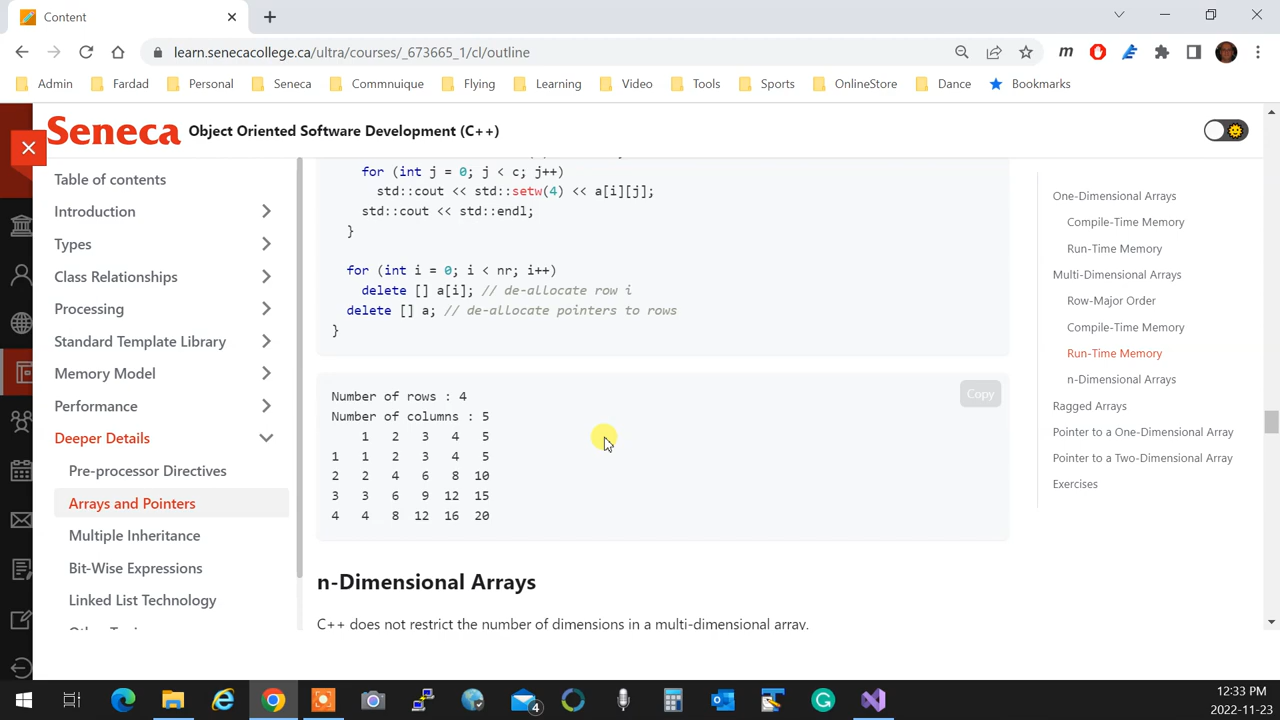 Content
learn.senecacollege.ca/ultra/courses/_673665_1/cl/outline
m
Admin Fardad Personal Seneca Commnuique Flying Learning Video Tools Sports OnlineStore Dance Bookmarks
Seneca Object Oriented Software Development (C++)
Table of contents
Introduction
Types
Class Relationships
Processing
Standard Template Library
Memory Model
Performance
Deeper Details
Pre-processor Directives
Arrays and Pointers
Multiple Inheritance
Bit-Wise Expressions
Linked List Technology
for (int j = 0; j < c; j++)
std::cout << std::setw(4) << a[i][j];
std::cout << std::endl;
}
for (int i = 0; i < nr; i++)
delete [] a[i]; // de-allocate row i
delete [] a; // de-allocate pointers to rows
}
Copy
Number of rows : 4
Number of columns : 5
1 2 3 4 5
1 1 2 3 4 5
2 2 4 6 8 10
3 3 6 9 12 15
4 4 8 12 16 20
n-Dimensional Arrays
C++ does not restrict the number of dimensions in a multi-dimensional array.
One-Dimensional Arrays
Compile-Time Memory
Run-Time Memory
Multi-Dimensional Arrays
Row-Major Order
Compile-Time Memory
Run-Time Memory
n-Dimensional Arrays
Ragged Arrays
Pointer to a One-Dimensional Array
Pointer to a Two-Dimensional Array
Exercises
4
12:33 PM
2022-11-23